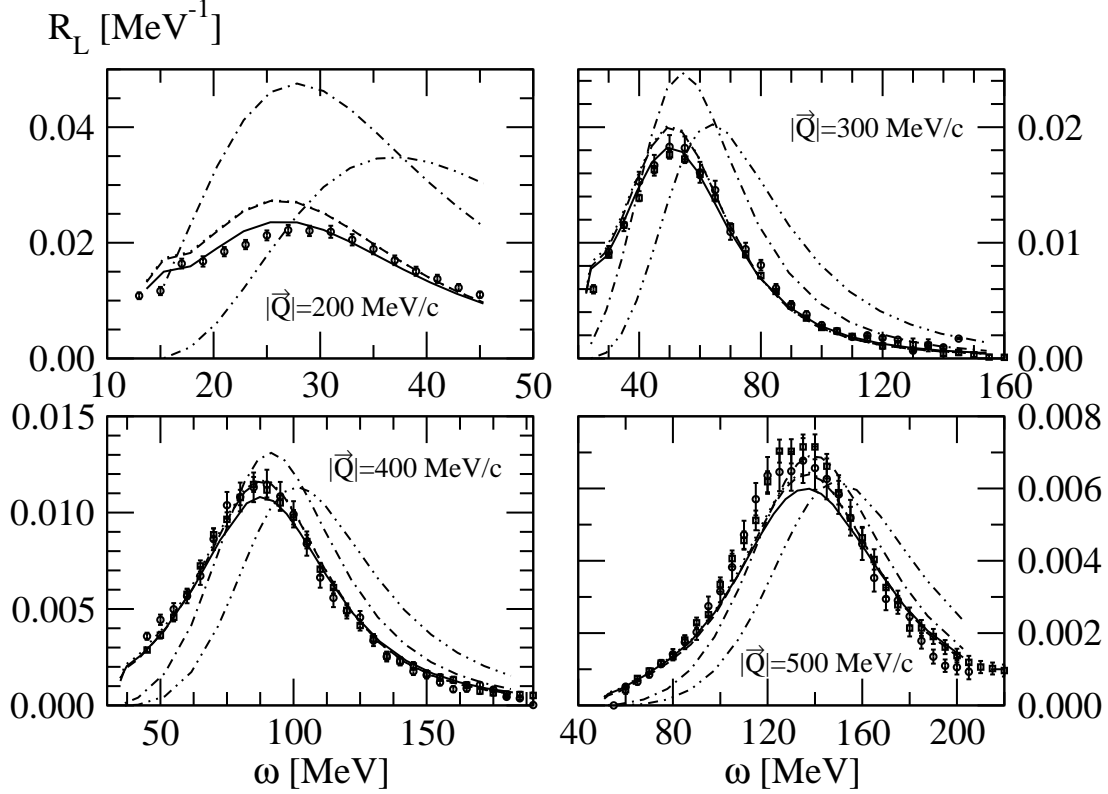 R_L [MeV^-1]
0.04
0.02
0.00
|Q⃗|=200 MeV/c
10 20 30 40 50
|Q⃗|=300 MeV/c
0.02
0.01
0.00
40 80 120 160
0.015
0.010
0.005
0.000
|Q⃗|=400 MeV/c
50 100 150
ω [MeV]
0.008
0.006
0.004
0.002
0.000
|Q⃗|=500 MeV/c
40 80 120 160 200
ω [MeV]